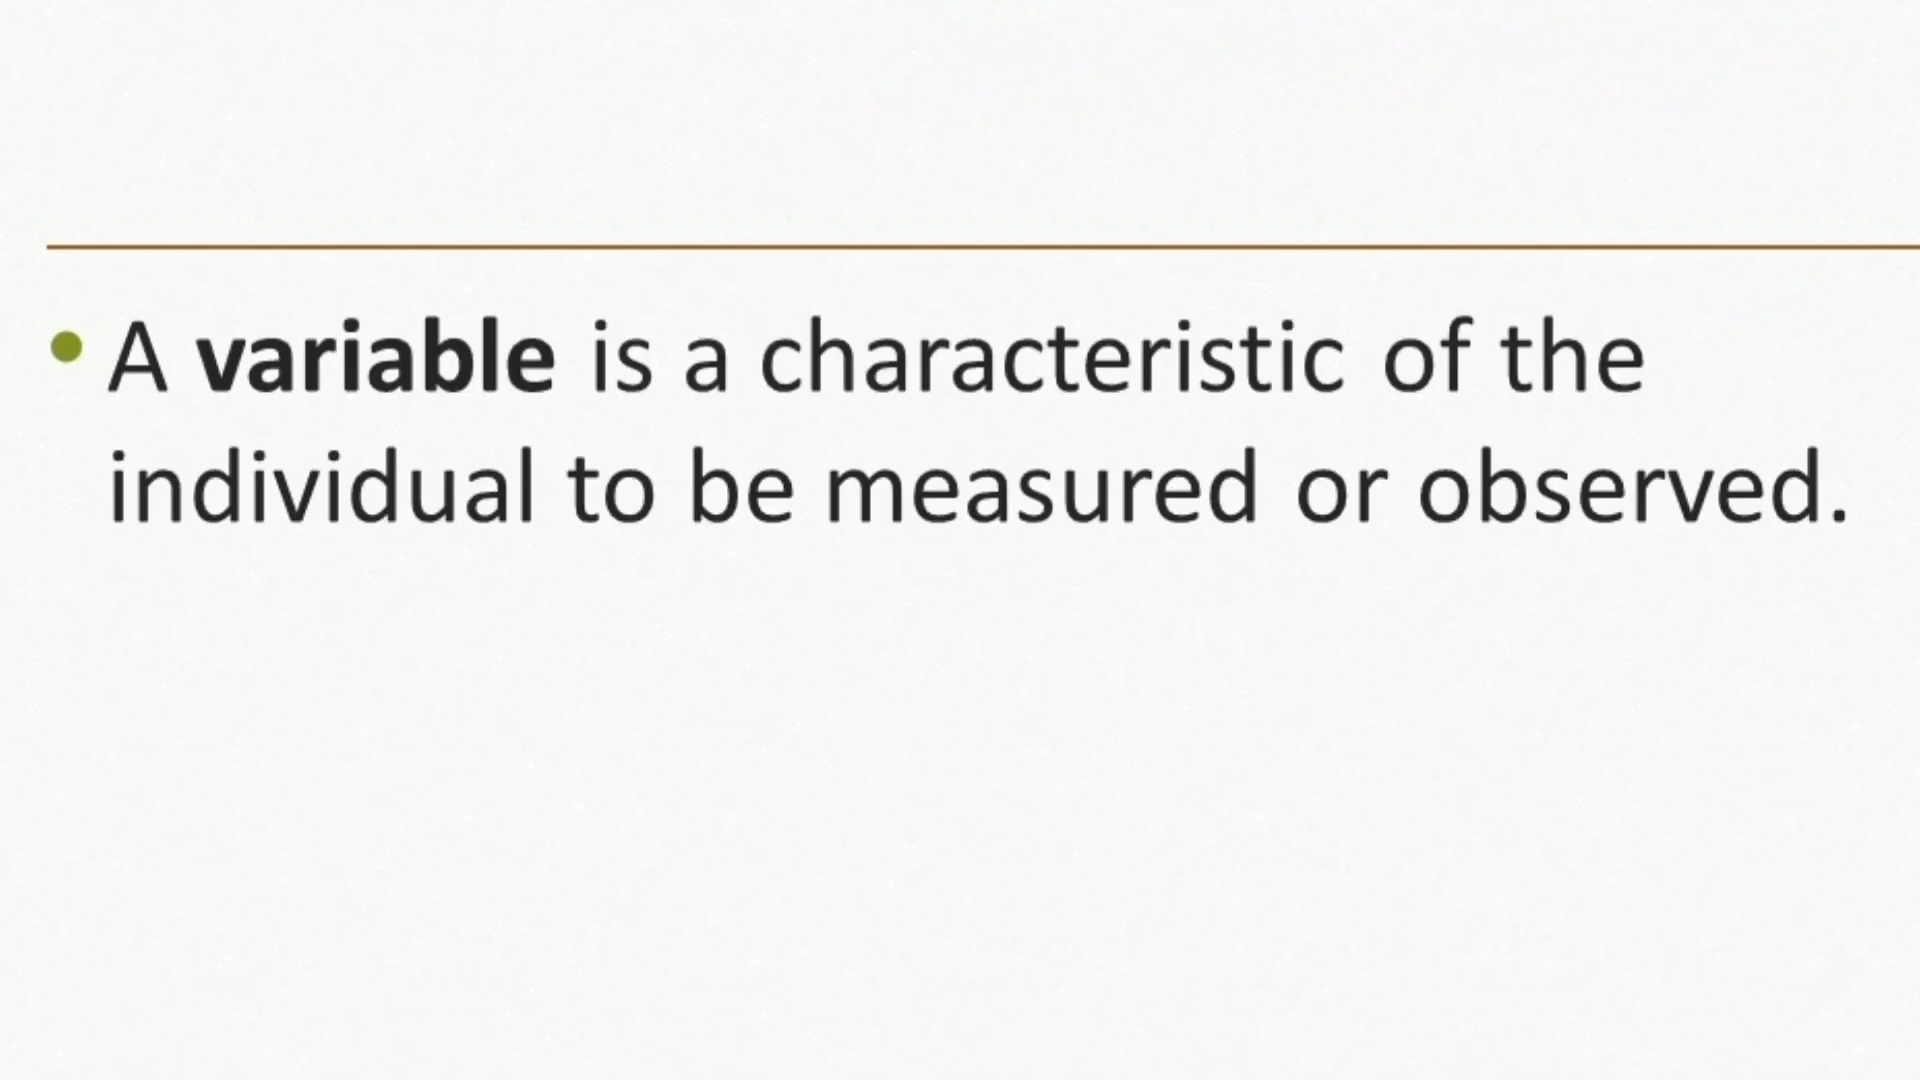 • A variable is a characteristic of the
individual to be measured or observed.